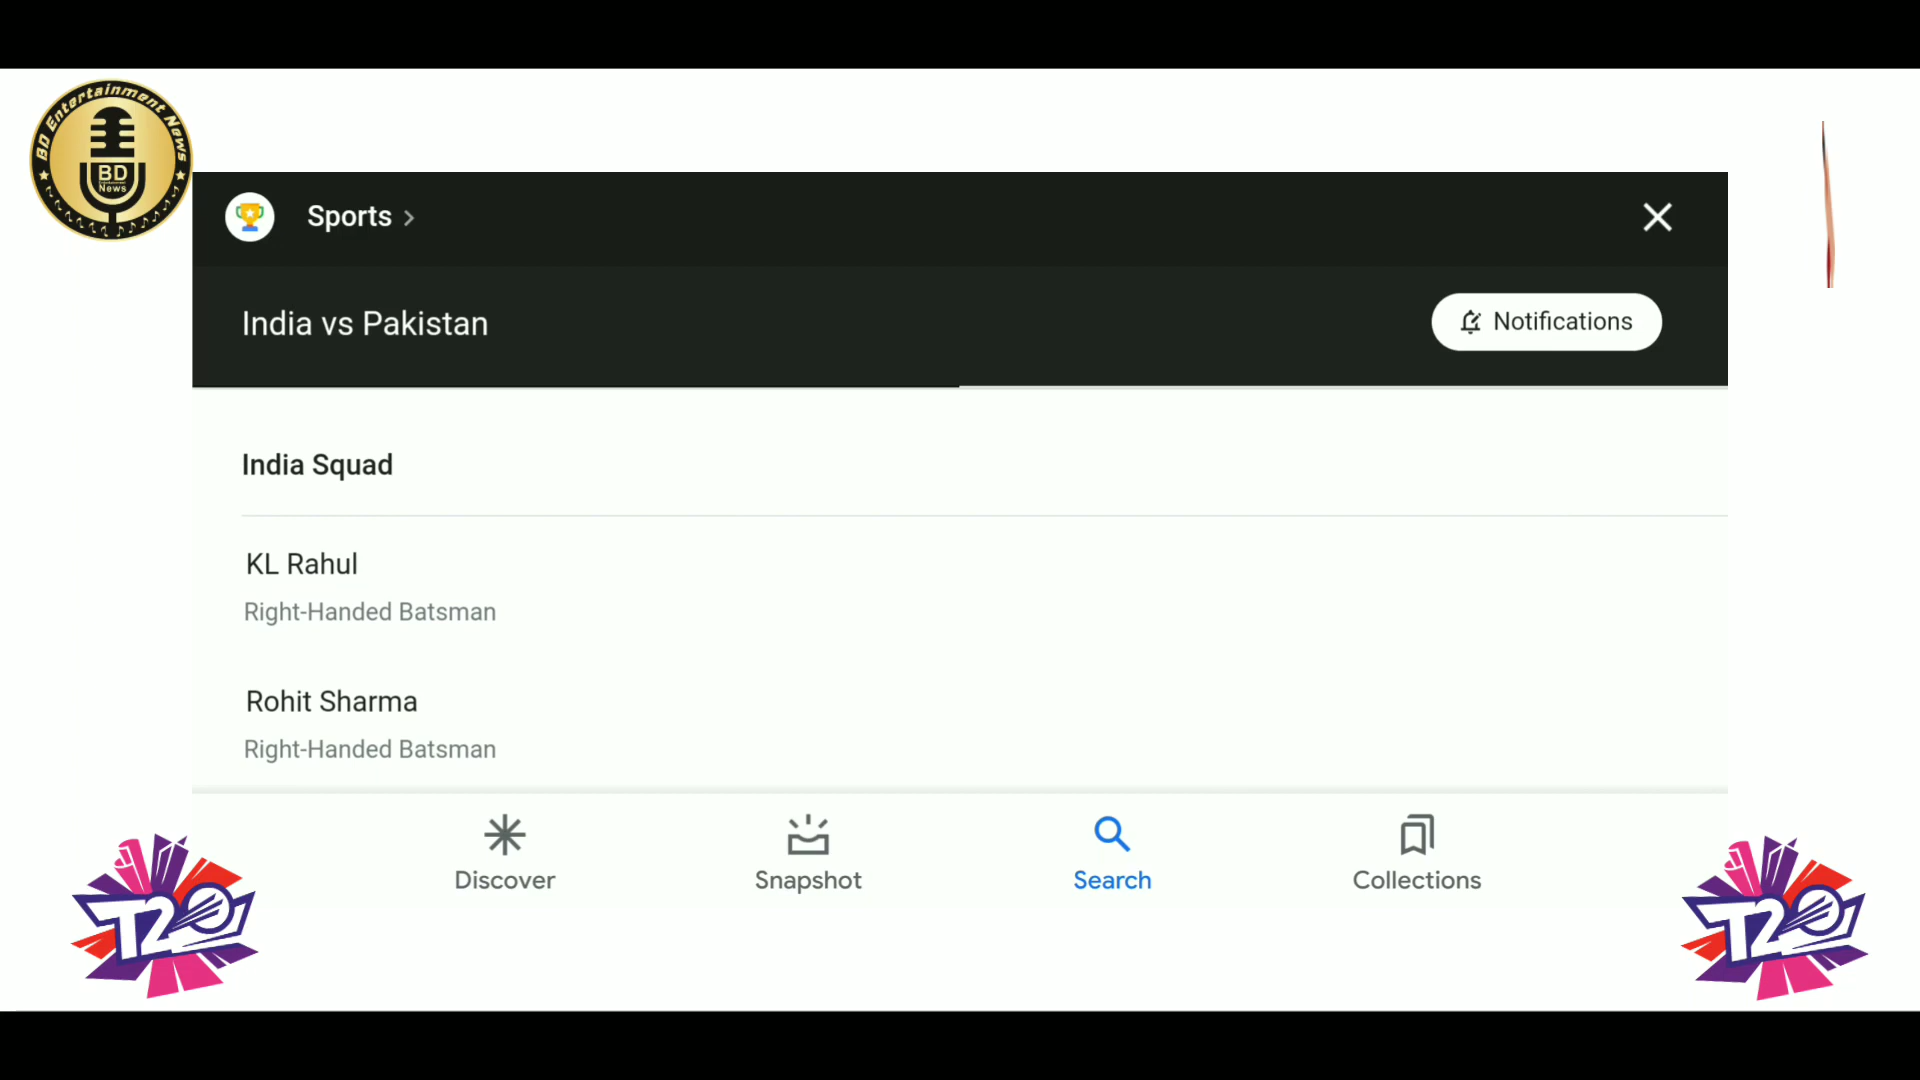 BD Entertainment News
BD
News
Sports
India vs Pakistan
Notifications
India Squad
KL Rahul
Right-Handed Batsman
Rohit Sharma
Right-Handed Batsman
Discover
Snapshot
Search
Collections
T20
T20